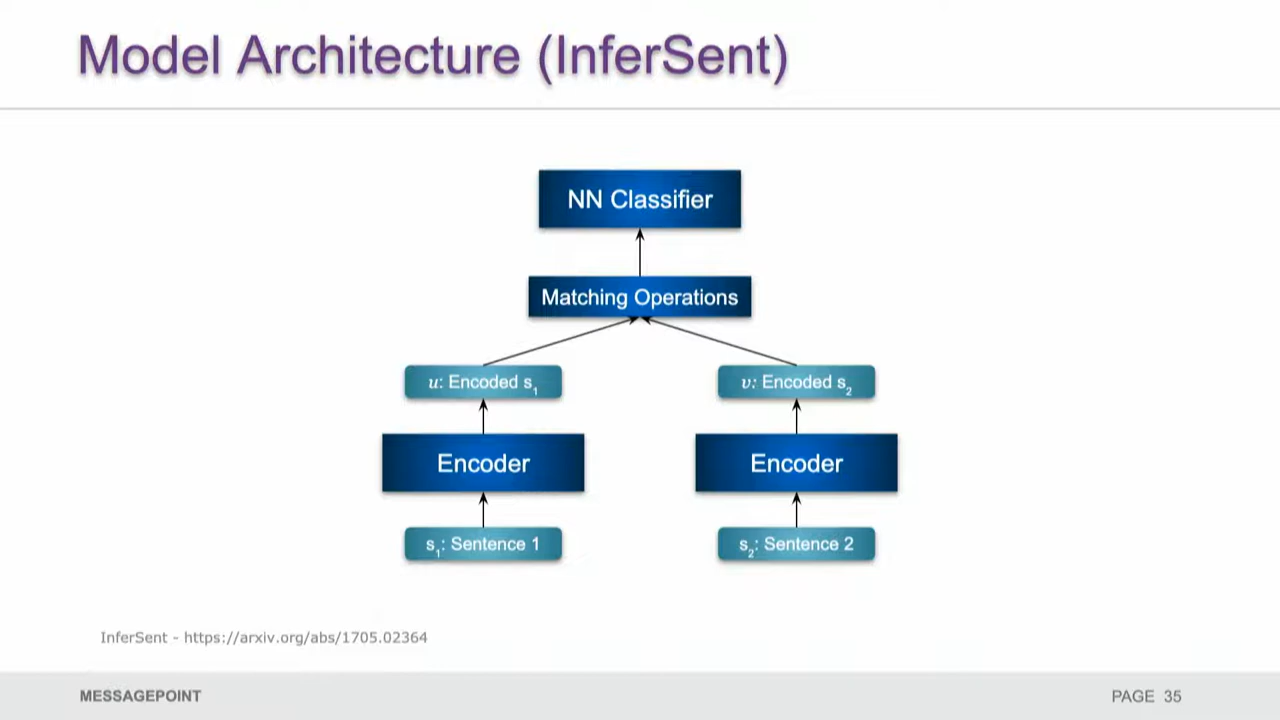 Model Architecture (InferSent)
NN Classifier
Matching Operations
u: Encoded s₁
v: Encoded s₂
Encoder
Encoder
s₁: Sentence 1
s₂: Sentence 2
InferSent - https://arxiv.org/abs/1705.02364
MESSAGEPOINT
PAGE 35